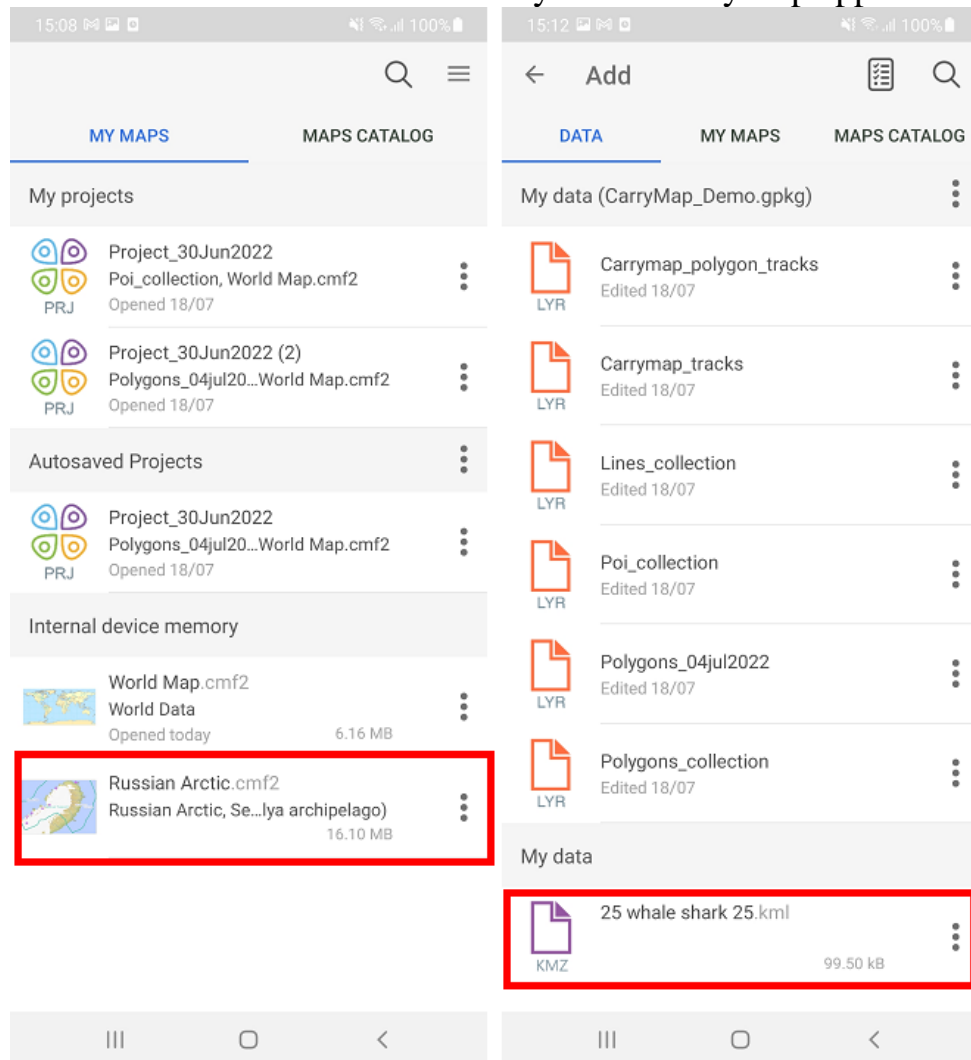 15:08
100%
MY MAPS
MAPS CATALOG
My projects
Project_30Jun2022
Poi_collection, World Map.cmf2
Opened 18/07
PRJ
Project_30Jun2022 (2)
Polygons_04jul20...World Map.cmf2
Opened 18/07
PRJ
Autosaved Projects
Project_30Jun2022
Polygons_04jul20...World Map.cmf2
Opened 18/07
PRJ
Internal device memory
World Map.cmf2
World Data
Opened today 6.16 MB
Russian Arctic.cmf2
Russian Arctic, Se...lya archipelago)
16.10 MB
15:12
100%
Add
DATA
MY MAPS
MAPS CATALOG
My data (CarryMap_Demo.gpkg)
Carrymap_polygon_tracks
Edited 18/07
LYR
Carrymap_tracks
Edited 18/07
LYR
Lines_collection
Edited 18/07
LYR
Poi_collection
Edited 18/07
LYR
Polygons_04jul2022
Edited 18/07
LYR
Polygons_collection
Edited 18/07
LYR
My data
25 whale shark 25.kml
KMZ
99.50 kB